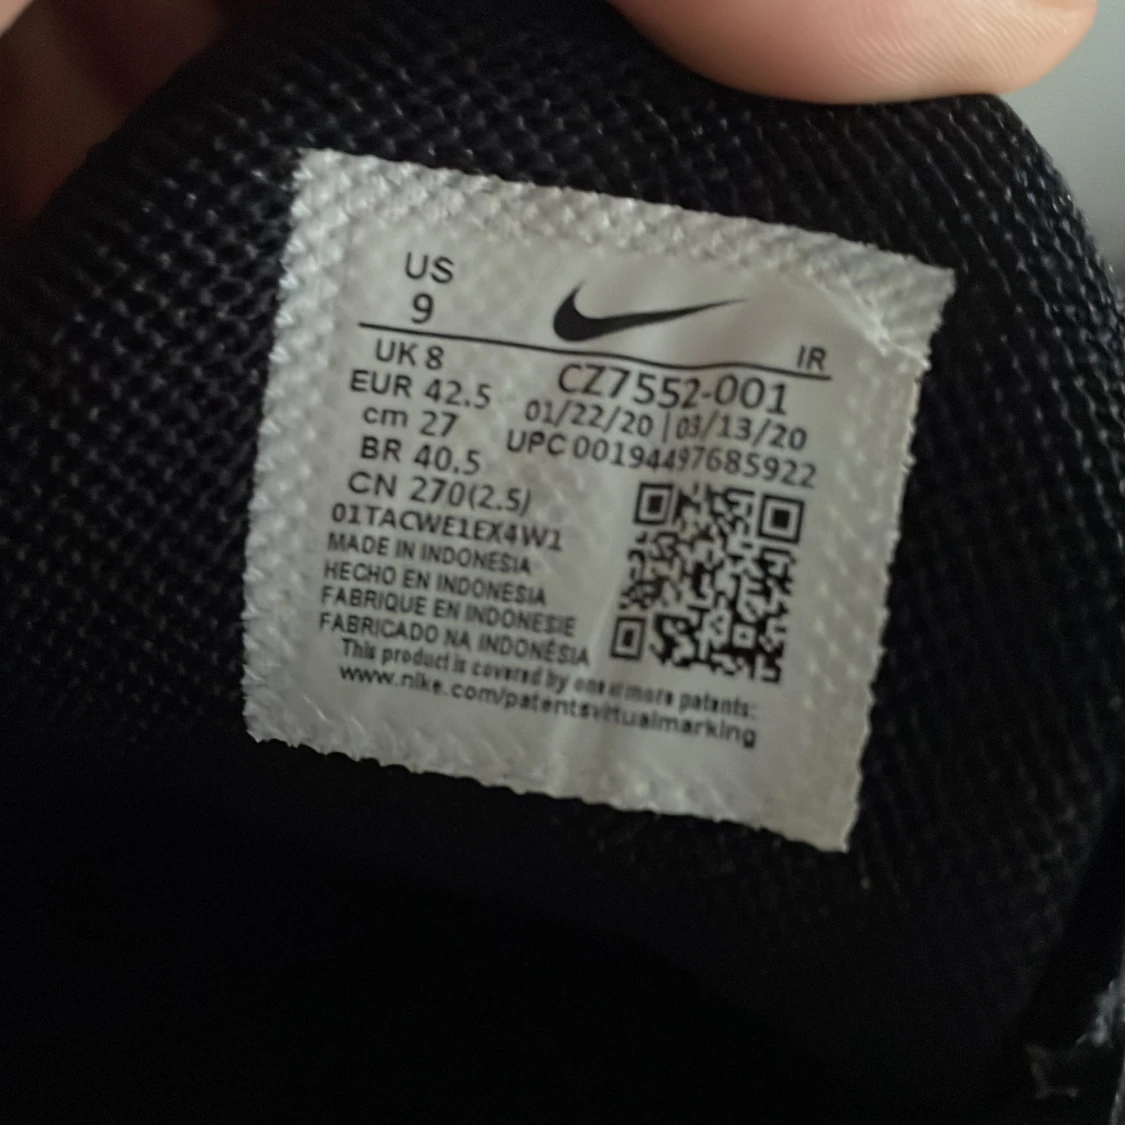 US
9
IR
UK 8
EUR 42.5
cm 27
BR 40.5
CN 270(2.5)
01TACWE1EX4W1
CZ7552-001
01/22/20 | 03/13/20
UPC 00194497685922
MADE IN INDONESIA
HECHO EN INDONESIA
FABRIQUE EN INDONESIE
FABRICADO NA INDONÉSIA
This product is covered by one or more patents:
www.nike.com/patentsvirtualmarking